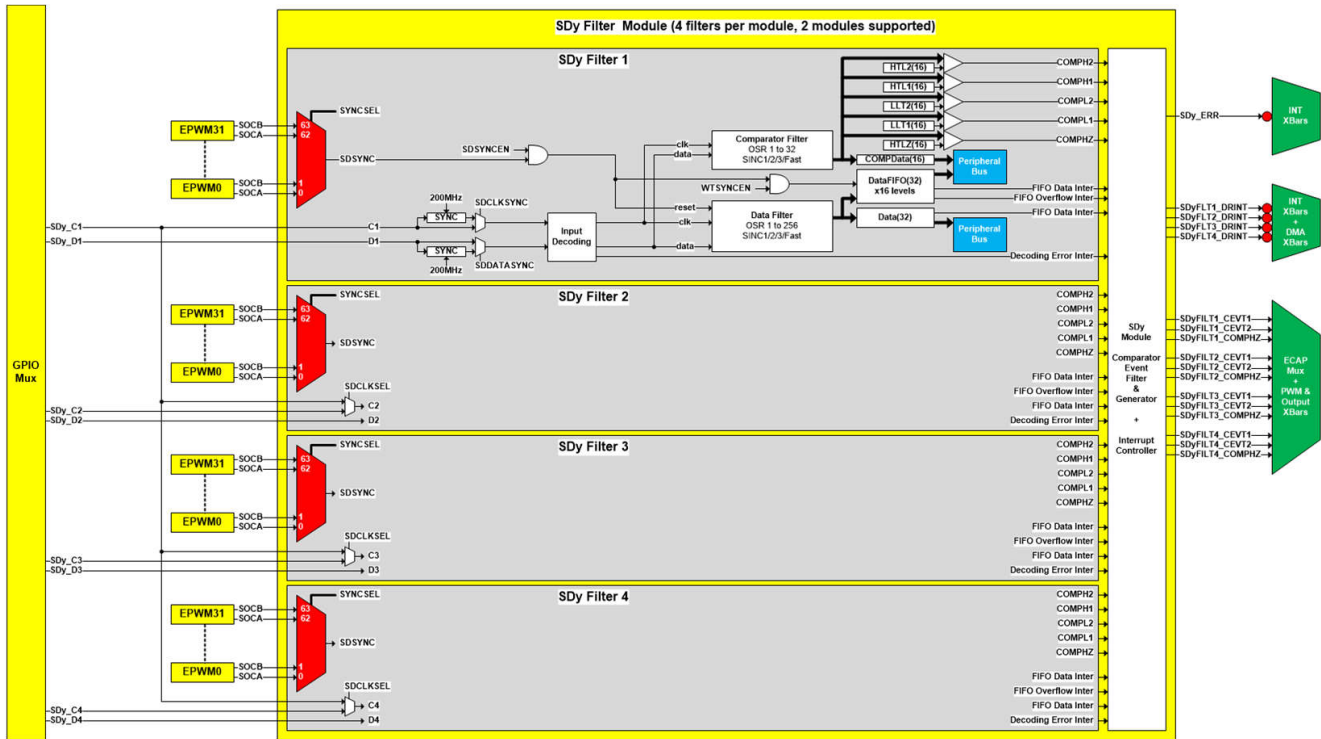 SDy Filter Module (4 filters per module, 2 modules supported)
SDy Filter 1
GPIO
Mux
SYNCSEL
EPWM31
SOCB
SOCA
63
62
EPWM0
SOCB
SOCA
1
0
SDSYNC
SDSYNCEN
WTSYNCEN
SDy_C1
SDy_D1
C1
D1
200MHz
SYNC
SDCLKSYNC
SYNC
200MHz
SDDATASYNC
Input
Decoding
clk
data
reset
clk
data
Comparator Filter
OSR 1 to 32
SINC1/2/3/Fast
Data Filter
OSR 1 to 256
SINC1/2/3/Fast
HTL2(16)
HTL1(16)
LLT2(16)
LLT1(16)
HTLZ(16)
COMPData(16)
DataFIFO(32)
x16 levels
Data(32)
Peripheral
Bus
Peripheral
Bus
COMPH2
COMPH1
COMPL2
COMPL1
COMPHZ
FIFO Data Inter
FIFO Overflow Inter
FIFO Data Inter
Decoding Error Inter
SDy Filter 2
SYNCSEL
EPWM31
SOCB
SOCA
63
62
EPWM0
SOCB
SOCA
1
0
SDSYNC
SDCLKSEL
SDy_C2
SDy_D2
C2
D2
COMPH2
COMPH1
COMPL2
COMPL1
COMPHZ
FIFO Data Inter
FIFO Overflow Inter
FIFO Data Inter
Decoding Error Inter
SDy Filter 3
SYNCSEL
EPWM31
SOCB
SOCA
63
62
EPWM0
SOCB
SOCA
1
0
SDSYNC
SDCLKSEL
SDy_C3
SDy_D3
C3
D3
COMPH2
COMPH1
COMPL2
COMPL1
COMPHZ
FIFO Data Inter
FIFO Overflow Inter
FIFO Data Inter
Decoding Error Inter
SDy Filter 4
SYNCSEL
EPWM31
SOCB
SOCA
63
62
EPWM0
SOCB
SOCA
1
0
SDSYNC
SDCLKSEL
SDy_C4
SDy_D4
C4
D4
COMPH2
COMPH1
COMPL2
COMPL1
COMPHZ
FIFO Data Inter
FIFO Overflow Inter
FIFO Data Inter
Decoding Error Inter
SDy
Module
Comparator
Event
Filter
&
Generator
+
Interrupt
Controller
SDy_ERR
INT
XBars
SDyFLT1_DRINT
SDyFLT2_DRINT
SDyFLT3_DRINT
SDyFLT4_DRINT
INT
XBars
+
DMA
XBars
SDyFILT1_CEVT1
SDyFILT1_CEVT2
SDyFILT1_COMPHZ
SDyFILT2_CEVT1
SDyFILT2_CEVT2
SDyFILT2_COMPHZ
SDyFILT3_CEVT1
SDyFILT3_CEVT2
SDyFILT3_COMPHZ
SDyFILT4_CEVT1
SDyFILT4_CEVT2
SDyFILT4_COMPHZ
ECAP
Mux
+
PWM &
Output
XBars